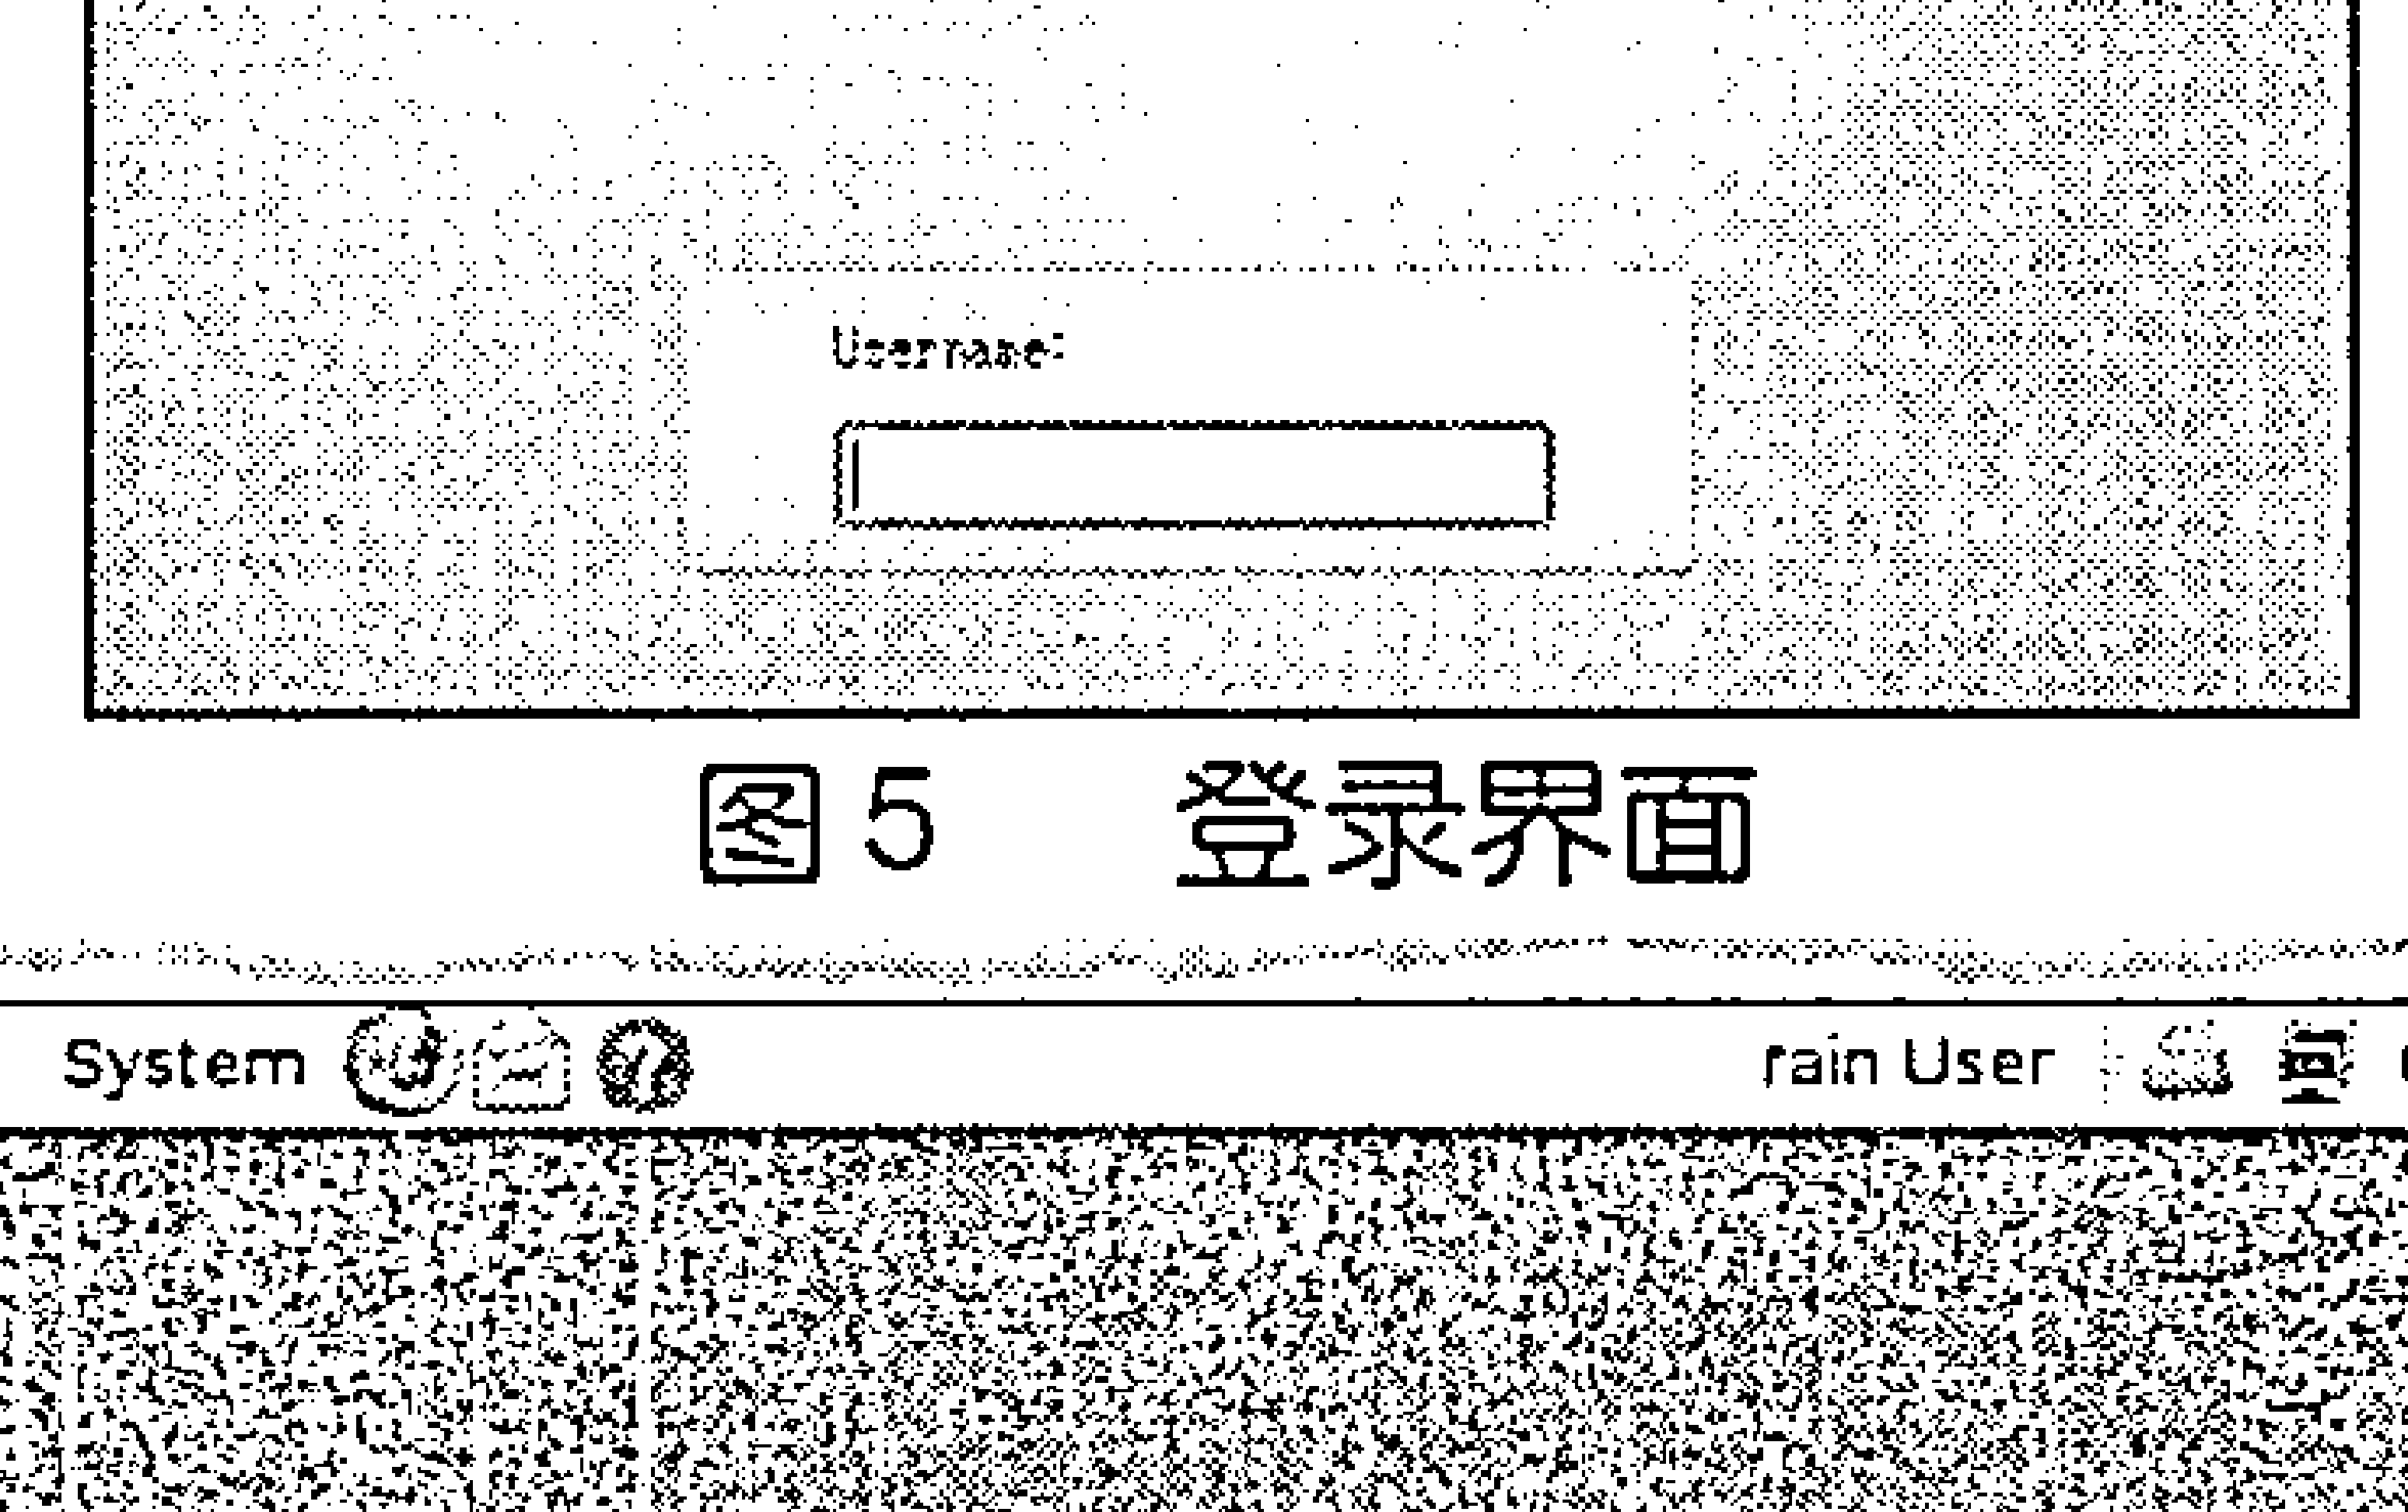 Username:
图 5 登录界面
System rain User